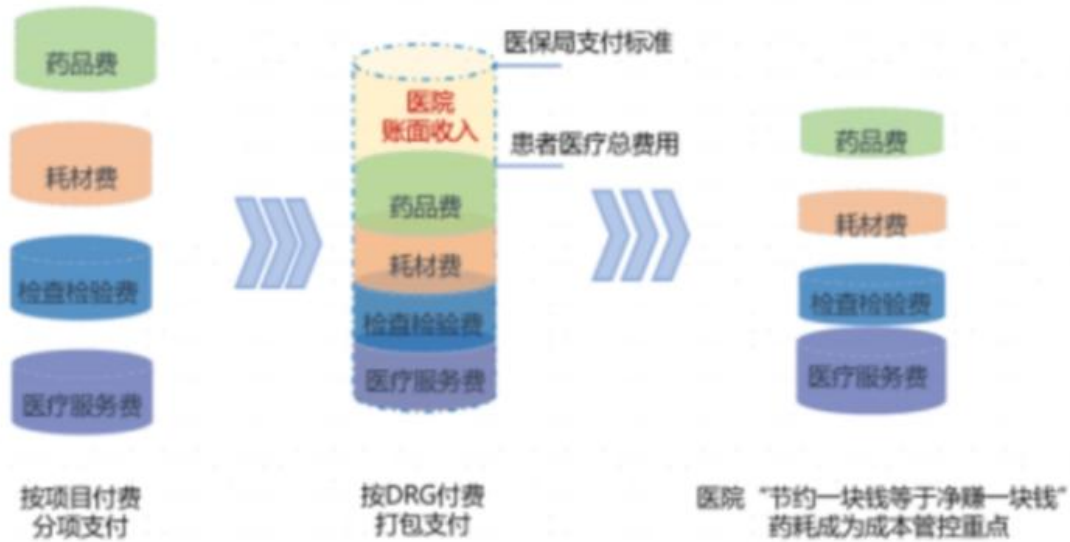 药品费
耗材费
检查检验费
医疗服务费
按项目付费
分项支付
医保局支付标准
医院
账面收入
患者医疗总费用
药品费
耗材费
检查检验费
医疗服务费
按DRG付费
打包支付
药品费
耗材费
检查检验费
医疗服务费
医院“节约一块钱等于净赚一块钱”
药耗成为成本管控重点